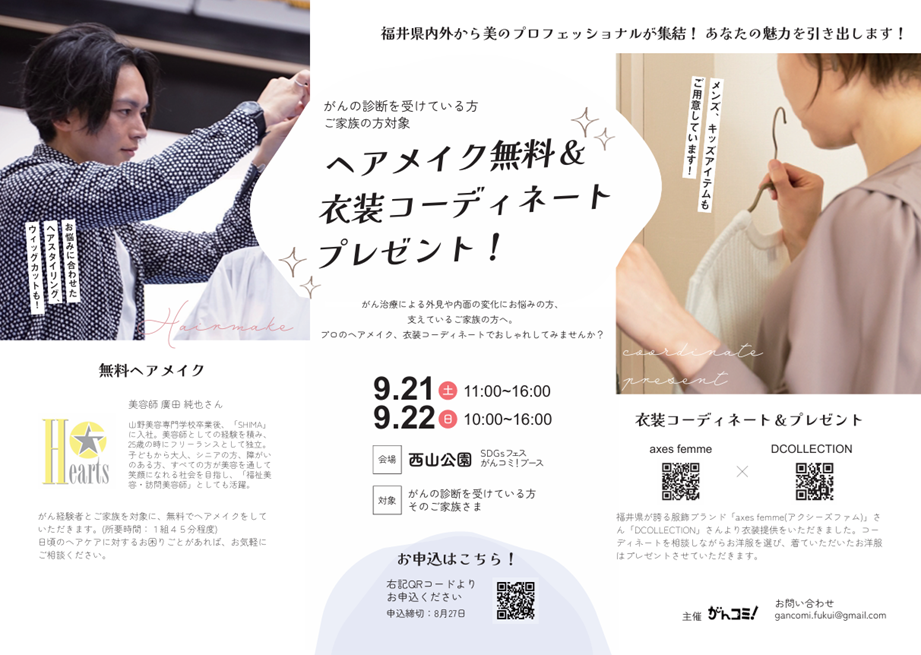 福井県内外から美のプロフェッショナルが集結！ あなたの魅力を引き出します！
がんの診断を受けている方
ご家族の方対象
ヘアメイク無料＆
衣装コーディネート
プレゼント！
お悩みに合わせた
ヘアスタイリング、
ウィッグカットも！
Hairmake
メンズ、キッズアイテムも
ご用意しています！
coordinate
present
がん治療による外見や内面の変化にお悩みの方、
支えているご家族の方へ。
プロのヘアメイク、衣装コーディネートでおしゃれしてみませんか？
9.21 土 11:00~16:00
9.22 日 10:00~16:00
会場 西山公園 SDGsフェス
がんコミ！ブース
対象 がんの診断を受けている方
そのご家族さま
お申込はこちら！
右記QRコードより
お申込ください
申込締切：8月27日
無料ヘアメイク
美容師 廣田 純也さん
Hearts
山野美容専門学校卒業後、「SHIMA」
に入社。美容師としての経験を積み、
25歳の時にフリーランスとして独立。
子どもから大人、シニアの方、障がい
のある方、すべての方が美容を通して
笑顔になれる社会を目指し、「福祉美
容・訪問美容師」としても活躍。
がん経験者とご家族を対象に、無料でヘアメイクをして
いただきます。(所要時間：１組４５分程度)
日頃のヘアケアに対するお困りごとがあれば、お気軽に
ご相談ください。
衣装コーディネート＆プレゼント
axes femme × DCOLLECTION
福井県が誇る服飾ブランド「axes femme(アクシーズファム)」さ
ん「DCOLLECTION」さんより衣装提供をいただきました。コー
ディネートを相談しながらお洋服を選び、着ていただいたお洋服
はプレゼントさせていただきます。
主催 がんコミ！
お問い合わせ
gancomi.fukui@gmail.com